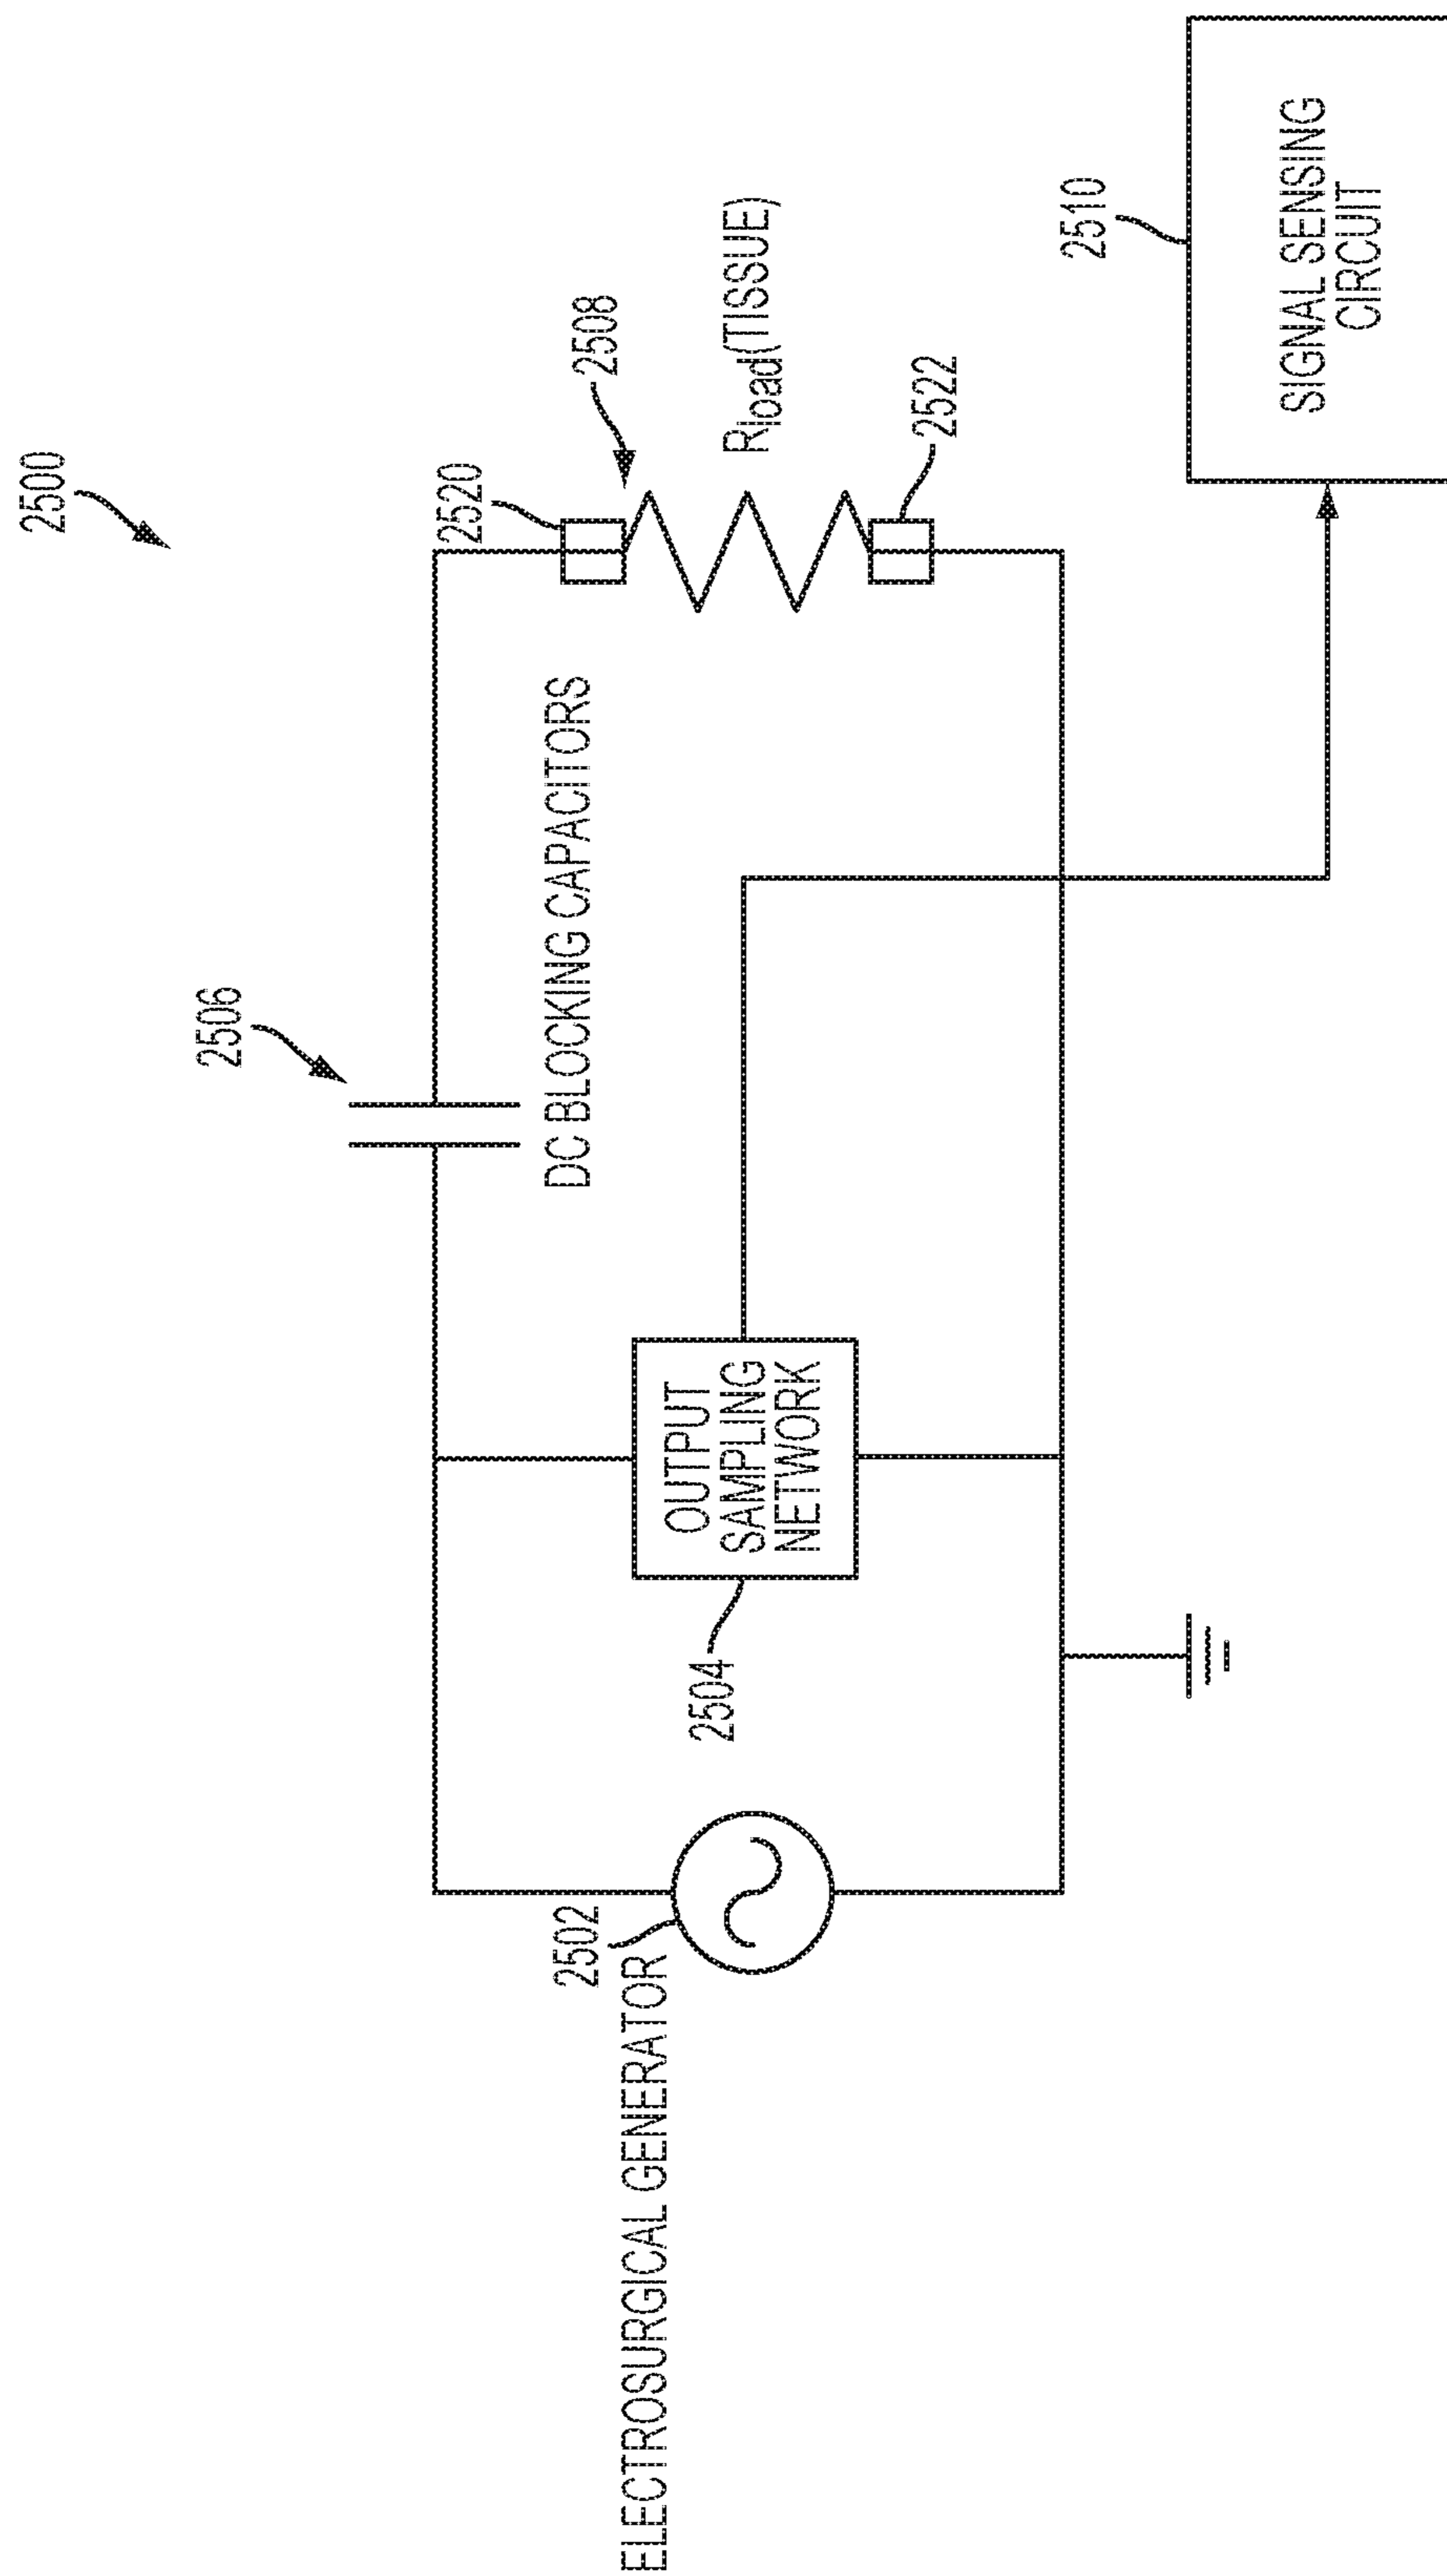 2500
2506
DC BLOCKING CAPACITORS
2520
2508
R_load(TISSUE)
2522
2502
ELECTROSURGICAL GENERATOR
OUTPUT
SAMPLING
NETWORK
2504
2510
SIGNAL SENSING
CIRCUIT